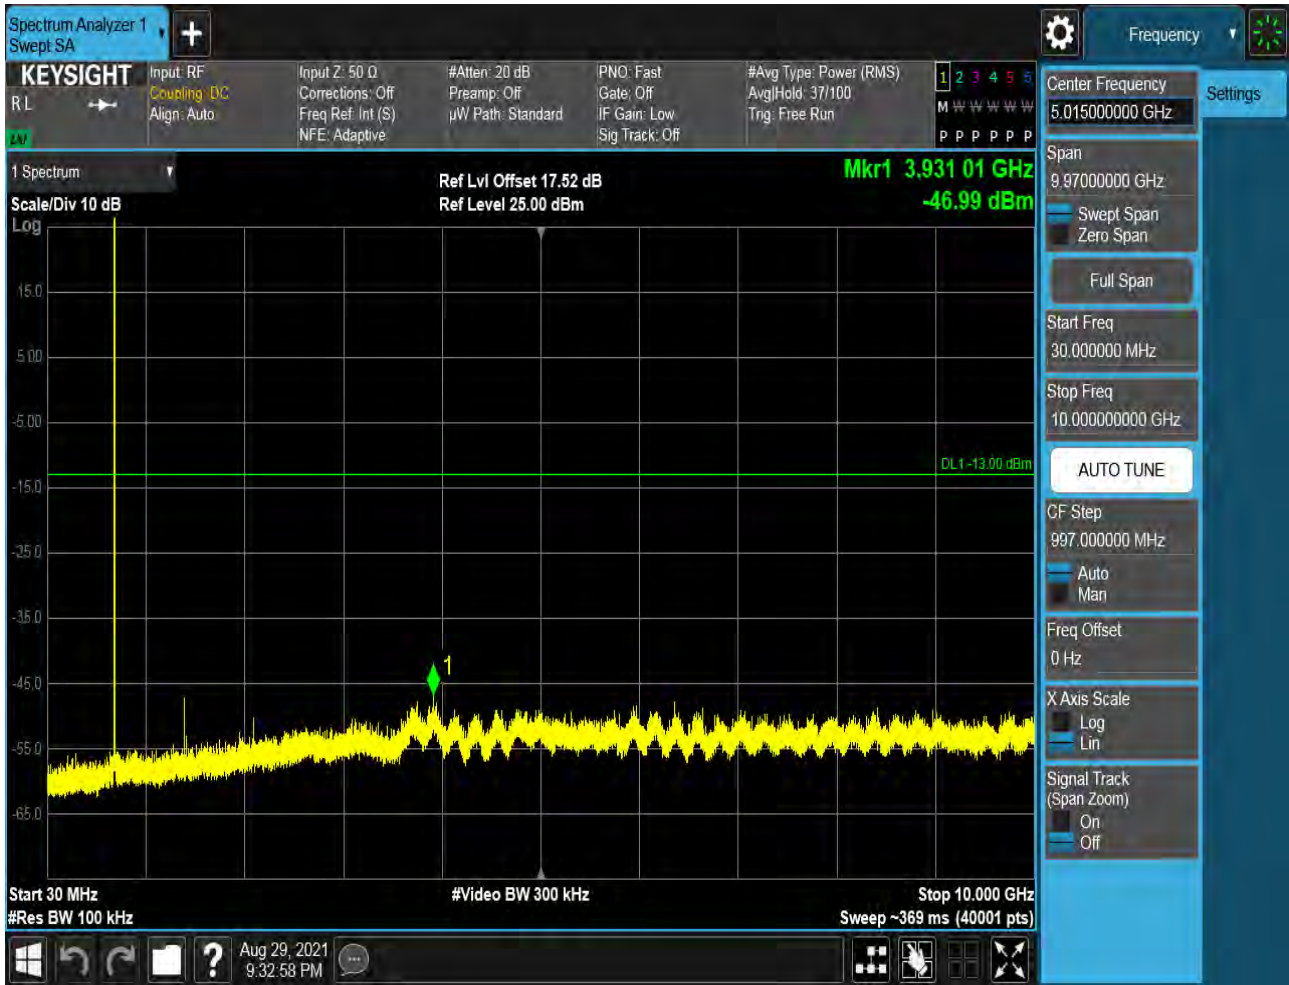 Spectrum Analyzer 1
Swept SA
+
Frequency
KEYSIGHT
R L
LNI
Input: RF
Coupling: DC
Align: Auto
Input Z: 50 Ω
Corrections: Off
Freq Ref: Int (S)
NFE: Adaptive
#Atten: 20 dB
Preamp: Off
µW Path: Standard
PNO: Fast
Gate: Off
IF Gain: Low
Sig Track: Off
#Avg Type: Power (RMS)
Avg|Hold: 37/100
Trig: Free Run
1 2 3 4 5 6
M W W W W W
P P P P P P
1 Spectrum
Scale/Div 10 dB
Log
Ref Lvl Offset 17.52 dB
Ref Level 25.00 dBm
Mkr1 3.931 01 GHz
-46.99 dBm
15.0
5.00
-5.00
DL1 -13.00 dBm
-15.0
-25.0
-35.0
1
-45.0
-55.0
-65.0
Start 30 MHz
#Res BW 100 kHz
#Video BW 300 kHz
Stop 10.000 GHz
Sweep ~369 ms (40001 pts)
?
Aug 29, 2021
9:32:58 PM
Center Frequency
5.015000000 GHz
Settings
Span
9.97000000 GHz
Swept Span
Zero Span
Full Span
Start Freq
30.000000 MHz
Stop Freq
10.000000000 GHz
AUTO TUNE
CF Step
997.000000 MHz
Auto
Man
Freq Offset
0 Hz
X Axis Scale
Log
Lin
Signal Track
(Span Zoom)
On
Off